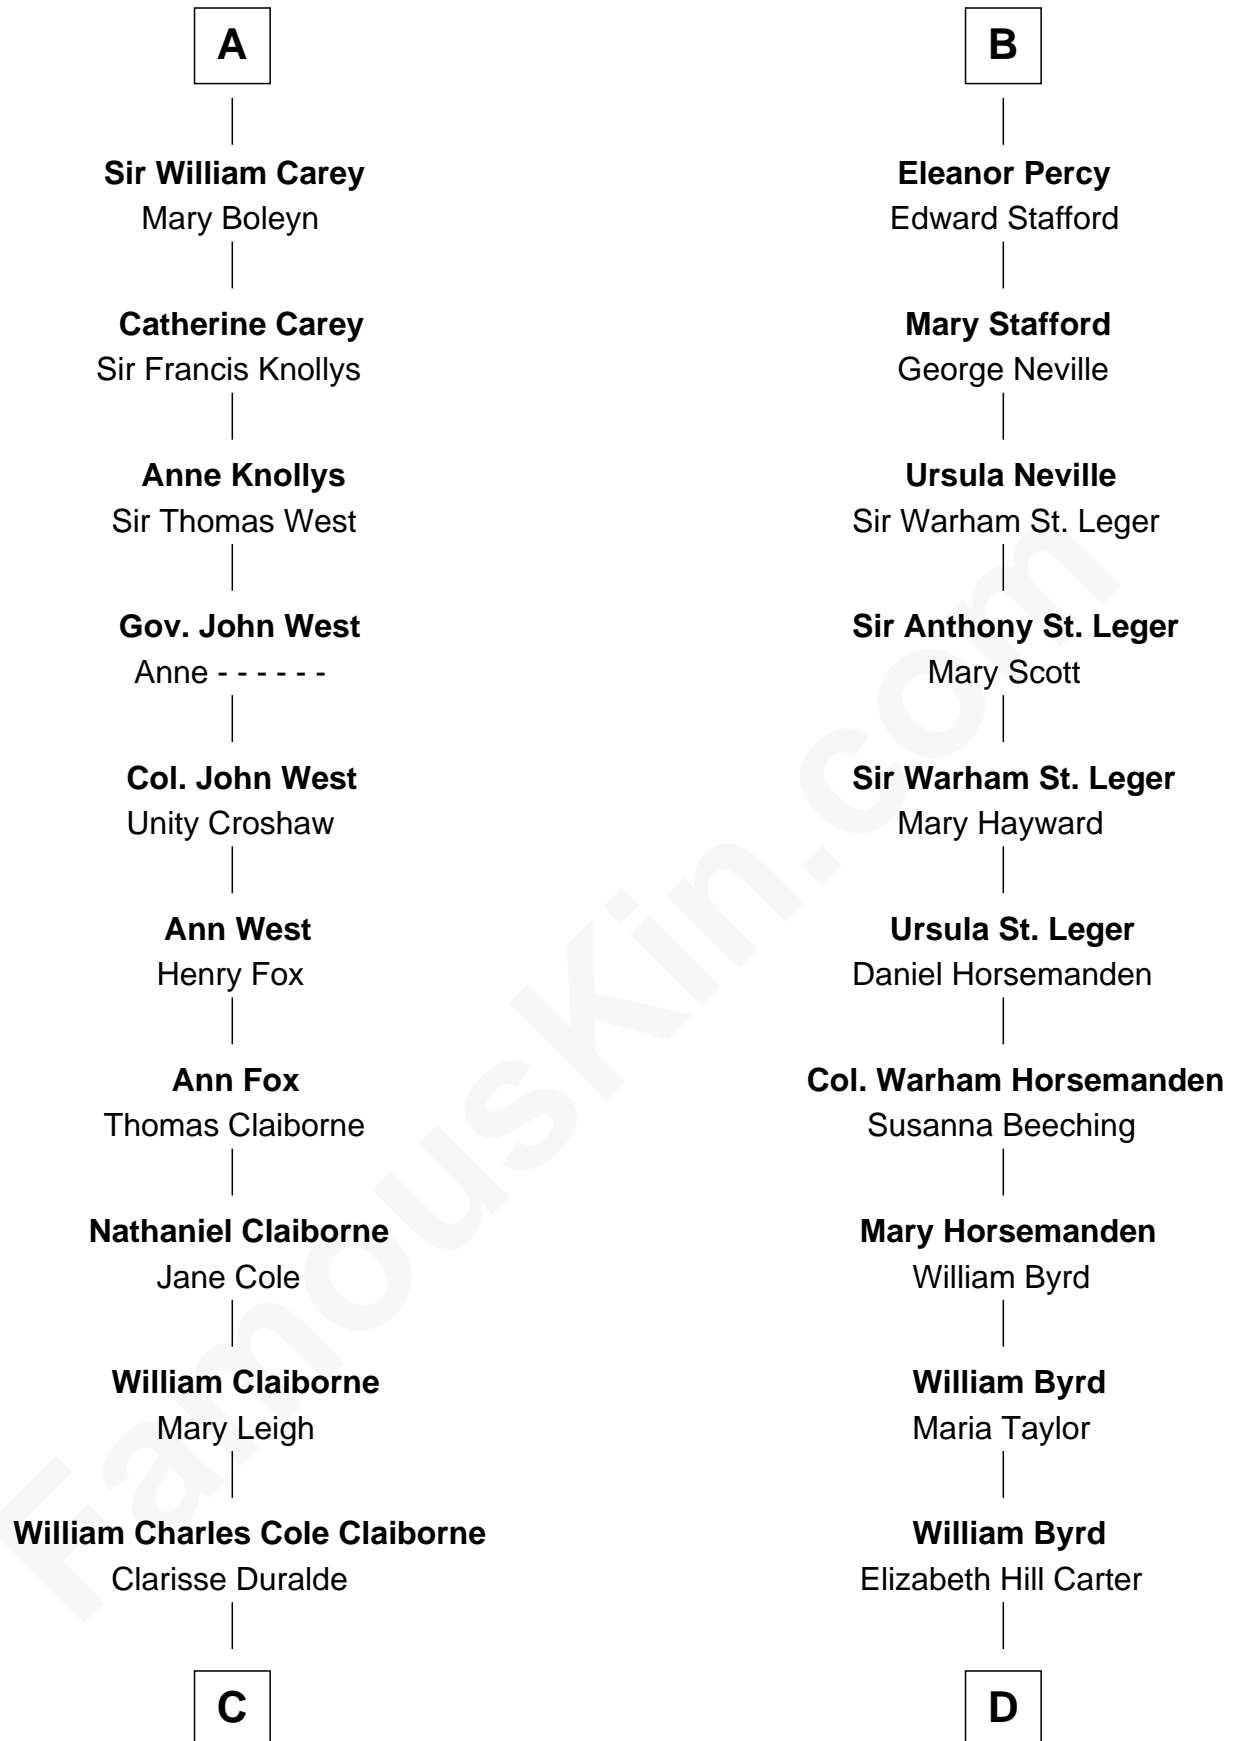 A
Sir William Carey
Mary Boleyn
Catherine Carey
Sir Francis Knollys
Anne Knollys
Sir Thomas West
Gov. John West
Anne - - - - - -
Col. John West
Unity Croshaw
Ann West
Henry Fox
Ann Fox
Thomas Claiborne
Nathaniel Claiborne
Jane Cole
William Claiborne
Mary Leigh
William Charles Cole Claiborne
Clarisse Duralde
C
B
Eleanor Percy
Edward Stafford
Mary Stafford
George Neville
Ursula Neville
Sir Warham St. Leger
Sir Anthony St. Leger
Mary Scott
Sir Warham St. Leger
Mary Hayward
Ursula St. Leger
Daniel Horsemanden
Col. Warham Horsemanden
Susanna Beeching
Mary Horsemanden
William Byrd
William Byrd
Maria Taylor
William Byrd
Elizabeth Hill Carter
D
FamousKin.com